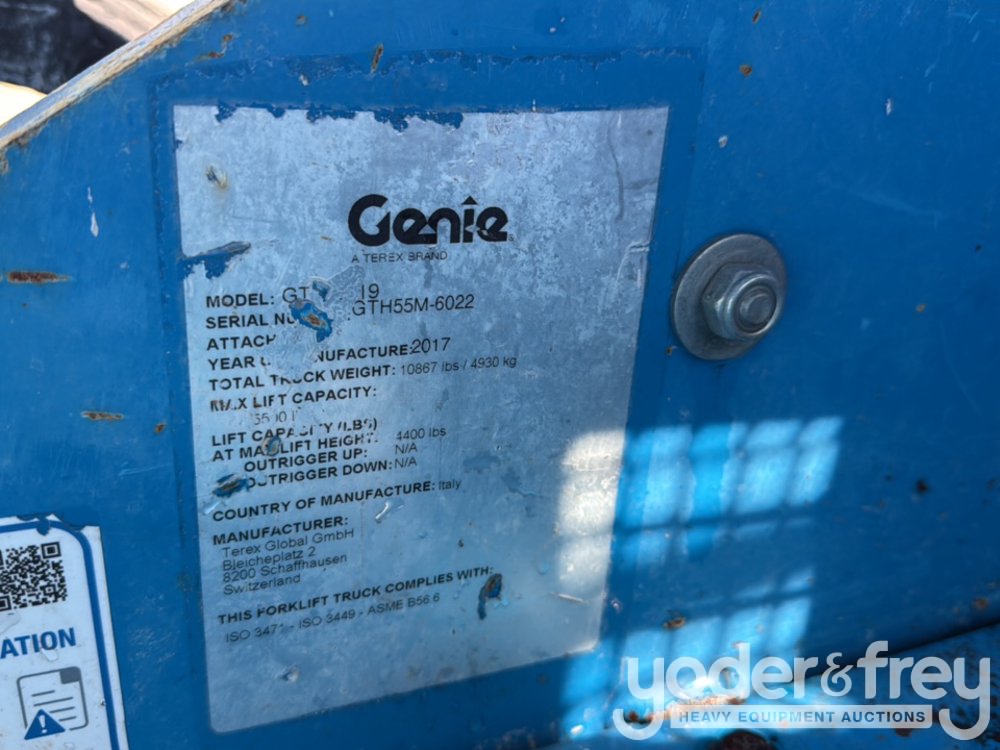 Genie
A TEREX BRAND
MODEL: GT 19
SERIAL NU GTH55M-6022
ATTACH
YEAR NUFACTURE: 2017
TOTAL TRUCK WEIGHT: 10867 lbs / 4930 kg
MAX LIFT CAPACITY:
LIFT CAPACITY (LBS)
AT MAX LIFT HEIGHT: 4400 lbs
OUTRIGGER UP: N/A
OUTRIGGER DOWN: N/A
COUNTRY OF MANUFACTURE: Italy
MANUFACTURER:
Terex Global GmbH
Bleicheplatz 2
8200 Schaffhausen
Switzerland
THIS FORKLIFT TRUCK COMPLIES WITH:
ISO 3471 - ISO 3449 - ASME B56.6
ATION
yoder&frey
HEAVY EQUIPMENT AUCTIONS